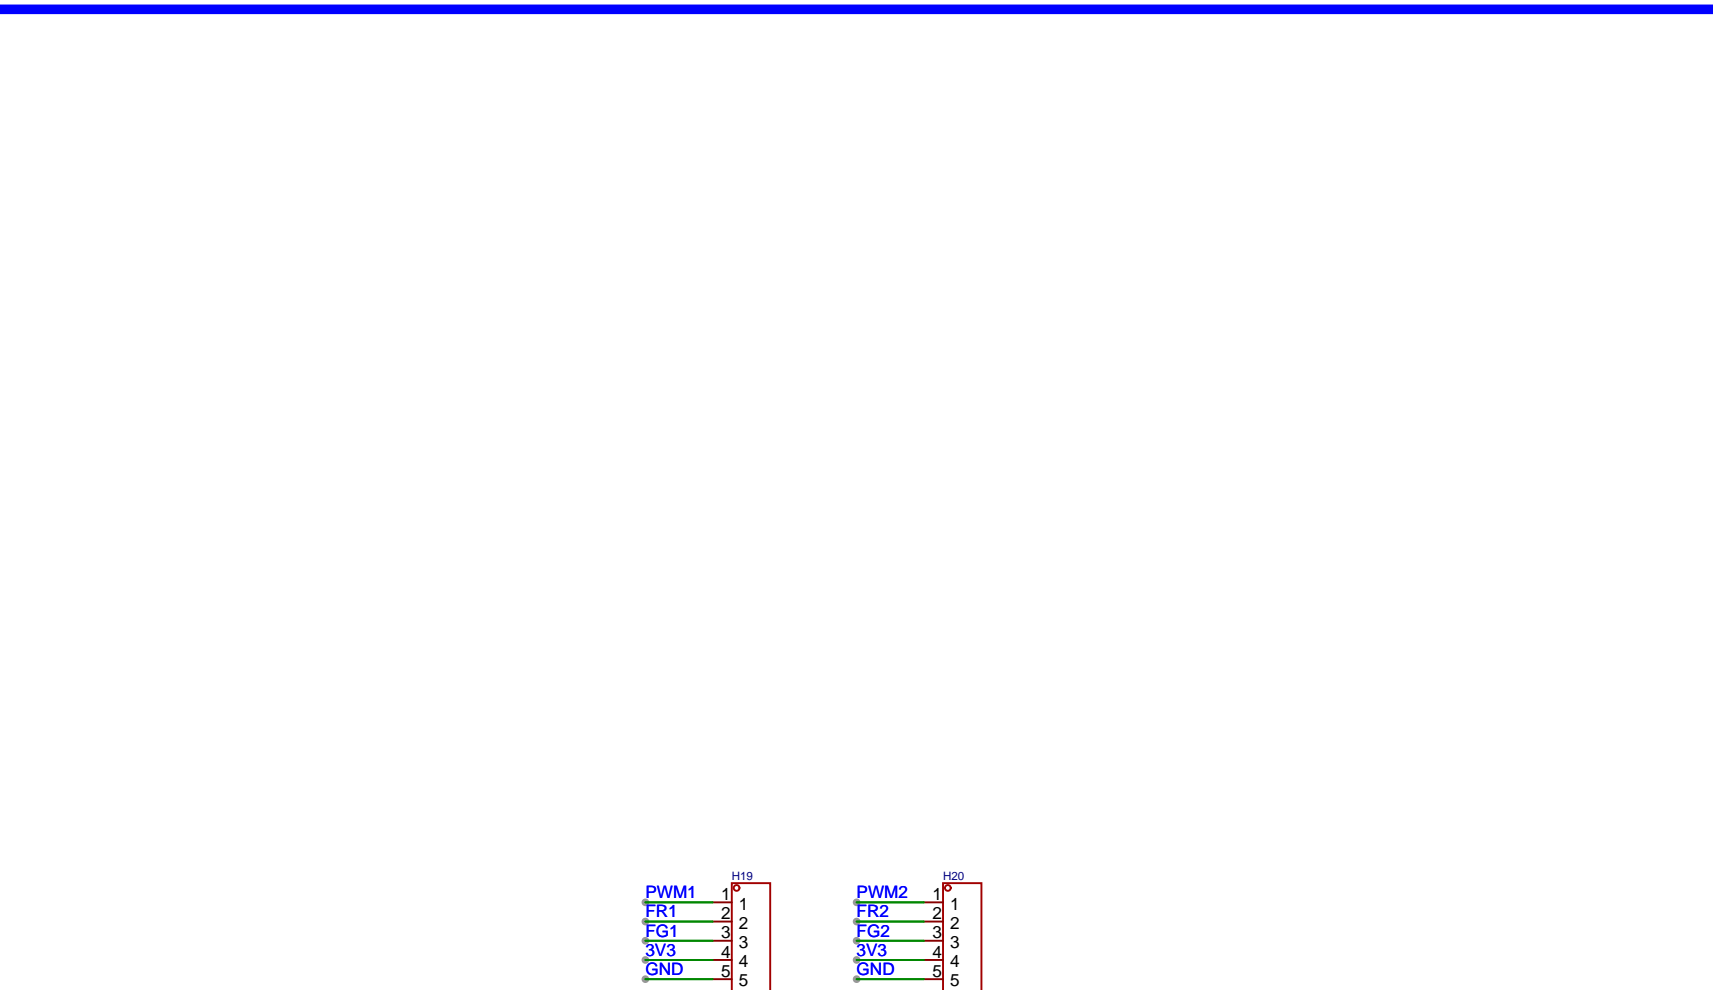 H19 H20
PWM1 1 1 PWM2 1 1
FR1 2 2 FR2 2 2
FG1 3 3 FG2 3 3
3V3 4 4 3V3 4 4
GND 5 5 GND 5 5